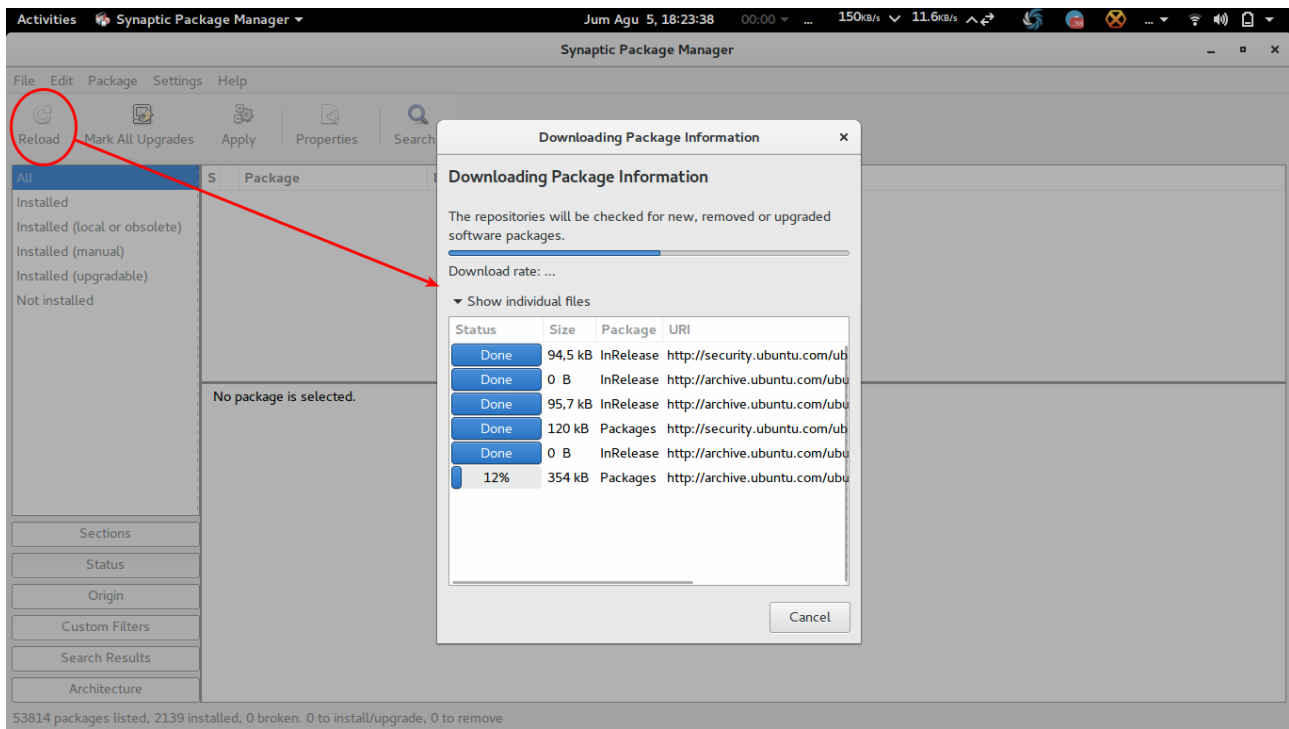 Activities Synaptic Package Manager Jum Agu 5, 18:23:38 00:00 ... 150KB/s 11.6KB/s ...
Synaptic Package Manager
File Edit Package Settings Help
Reload Mark All Upgrades Apply Properties Search
All
Installed
Installed (local or obsolete)
Installed (manual)
Installed (upgradable)
Not installed
S Package
No package is selected.
Sections
Status
Origin
Custom Filters
Search Results
Architecture
53814 packages listed, 2139 installed, 0 broken. 0 to install/upgrade, 0 to remove
Downloading Package Information
Downloading Package Information
The repositories will be checked for new, removed or upgraded
software packages.
Download rate: ...
Show individual files
Status Size Package URI
Done 94,5 kB InRelease http://security.ubuntu.com/ub
Done 0 B InRelease http://archive.ubuntu.com/ubu
Done 95,7 kB InRelease http://archive.ubuntu.com/ubu
Done 120 kB Packages http://security.ubuntu.com/ub
Done 0 B InRelease http://archive.ubuntu.com/ubu
12% 354 kB Packages http://archive.ubuntu.com/ubu
Cancel